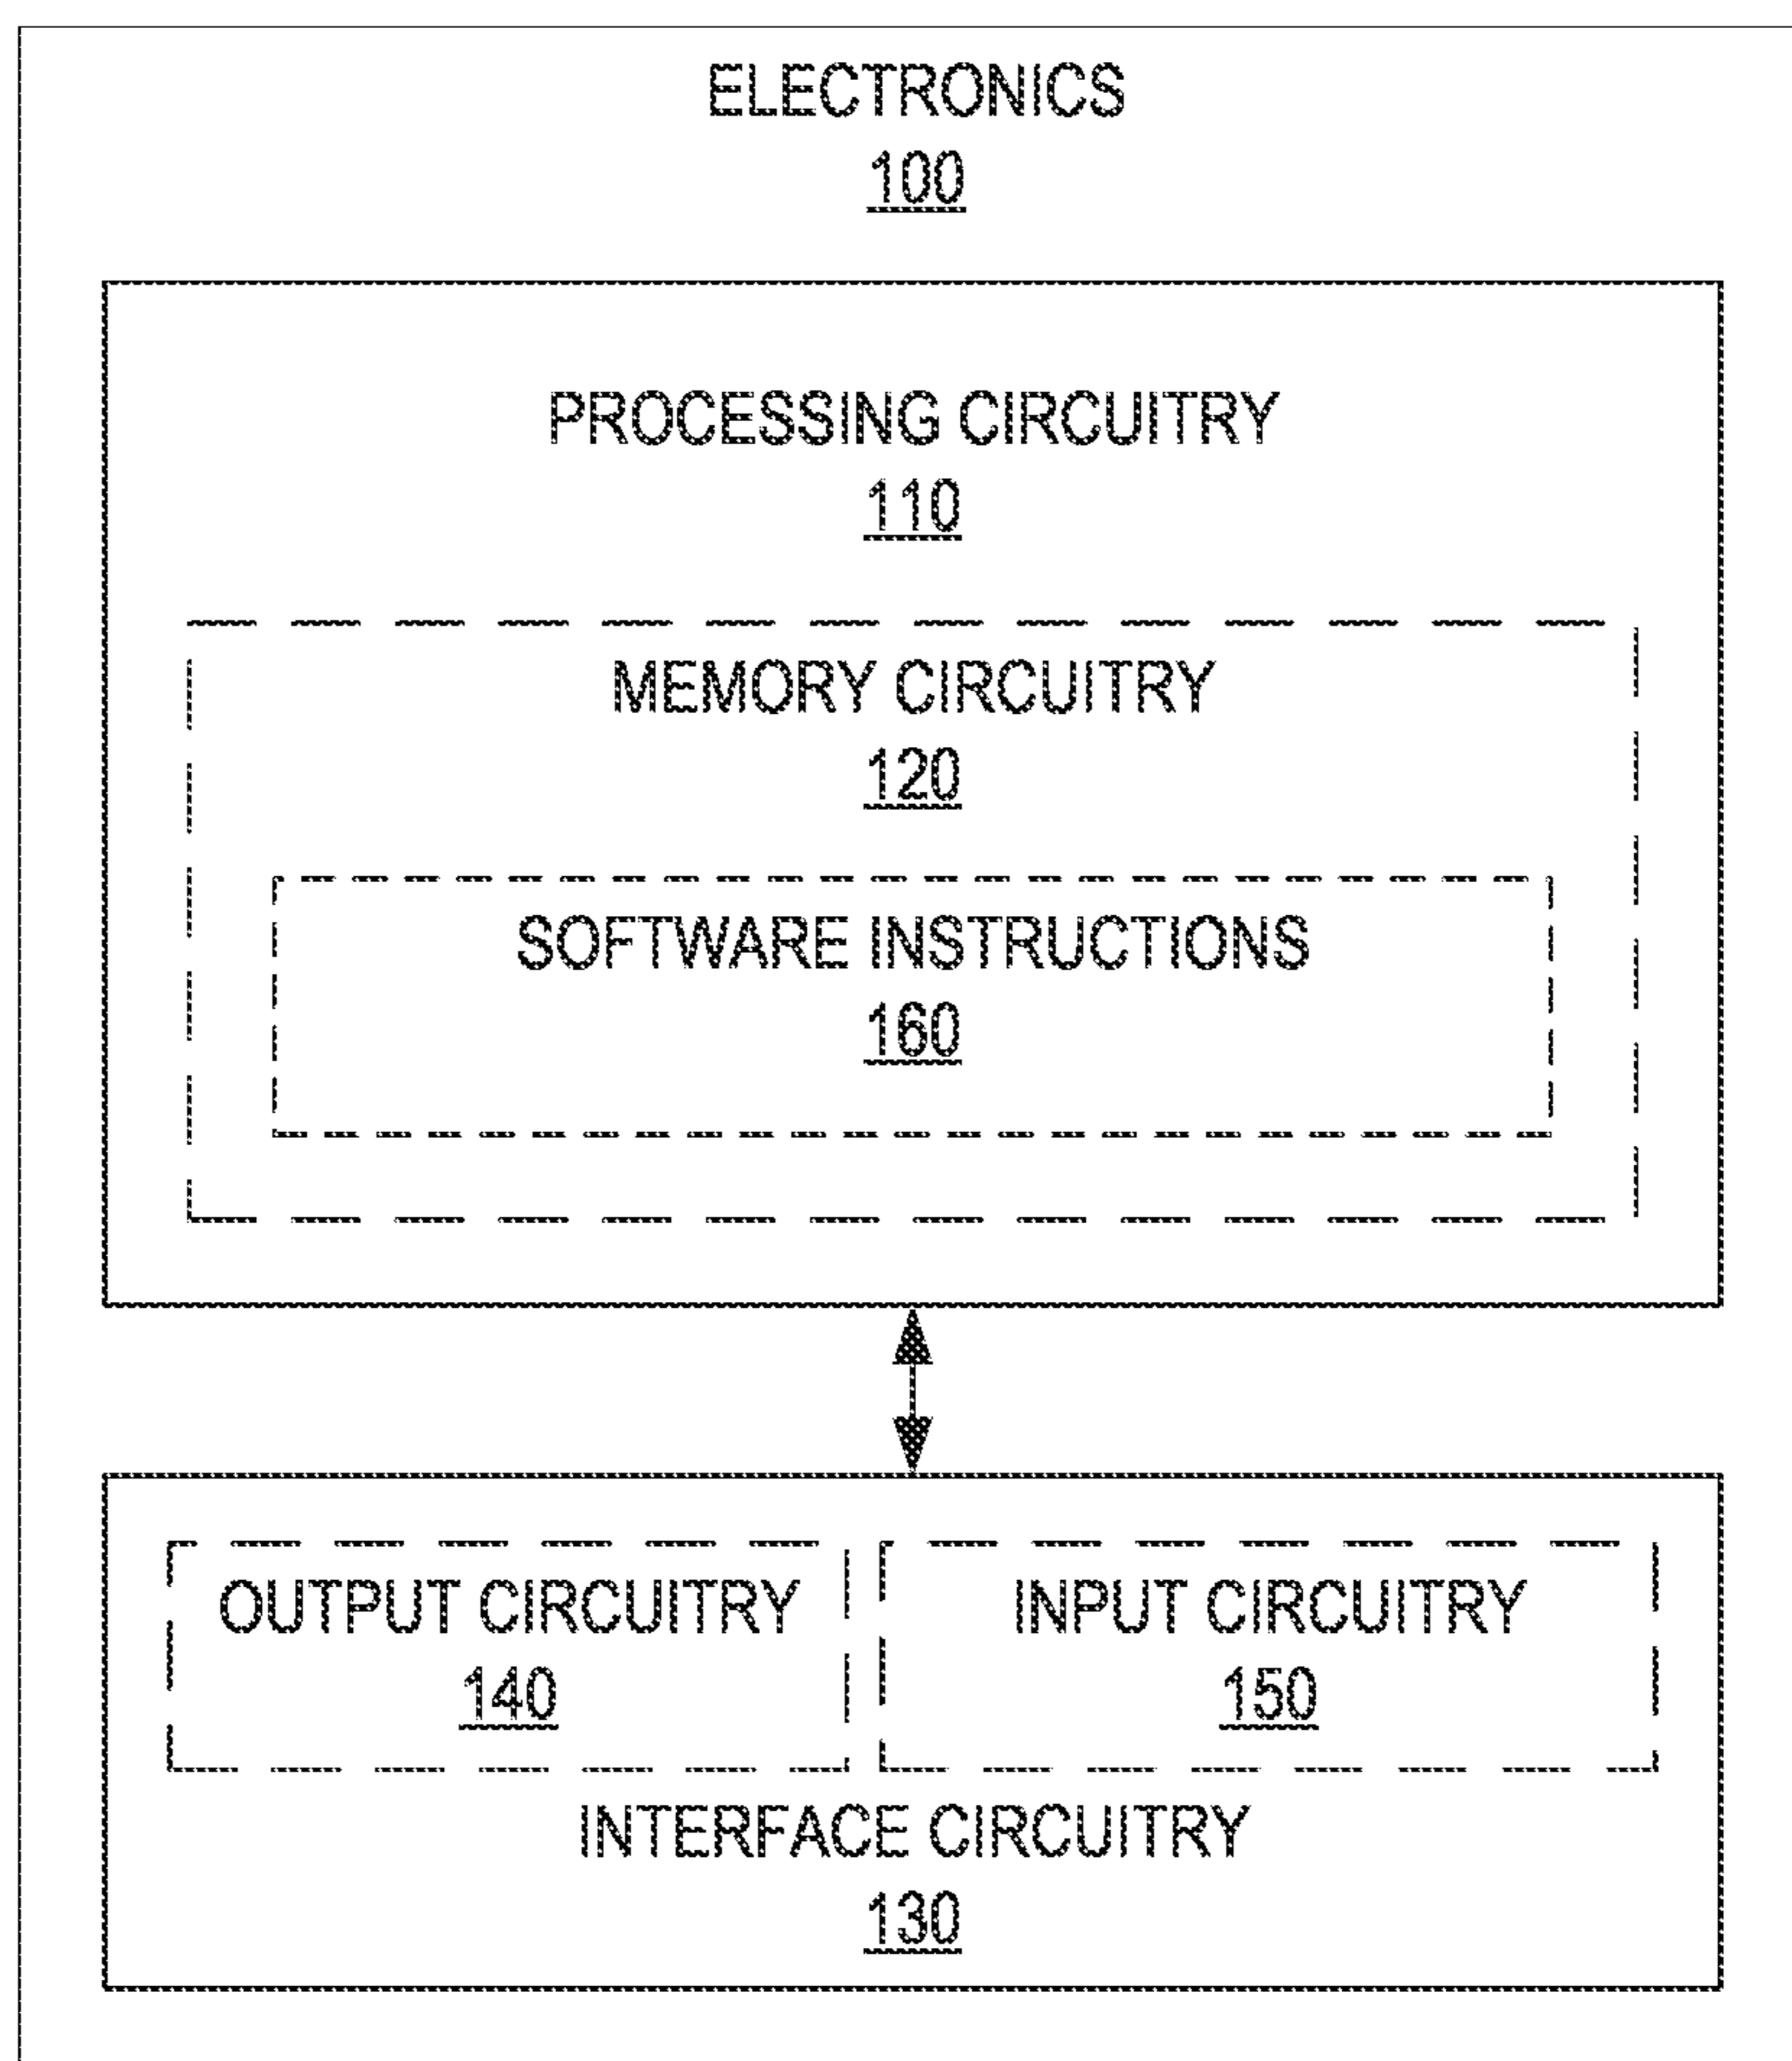 ELECTRONICS
100
PROCESSING CIRCUITRY
110
MEMORY CIRCUITRY
120
SOFTWARE INSTRUCTIONS
160
OUTPUT CIRCUITRY
140
INPUT CIRCUITRY
150
INTERFACE CIRCUITRY
130